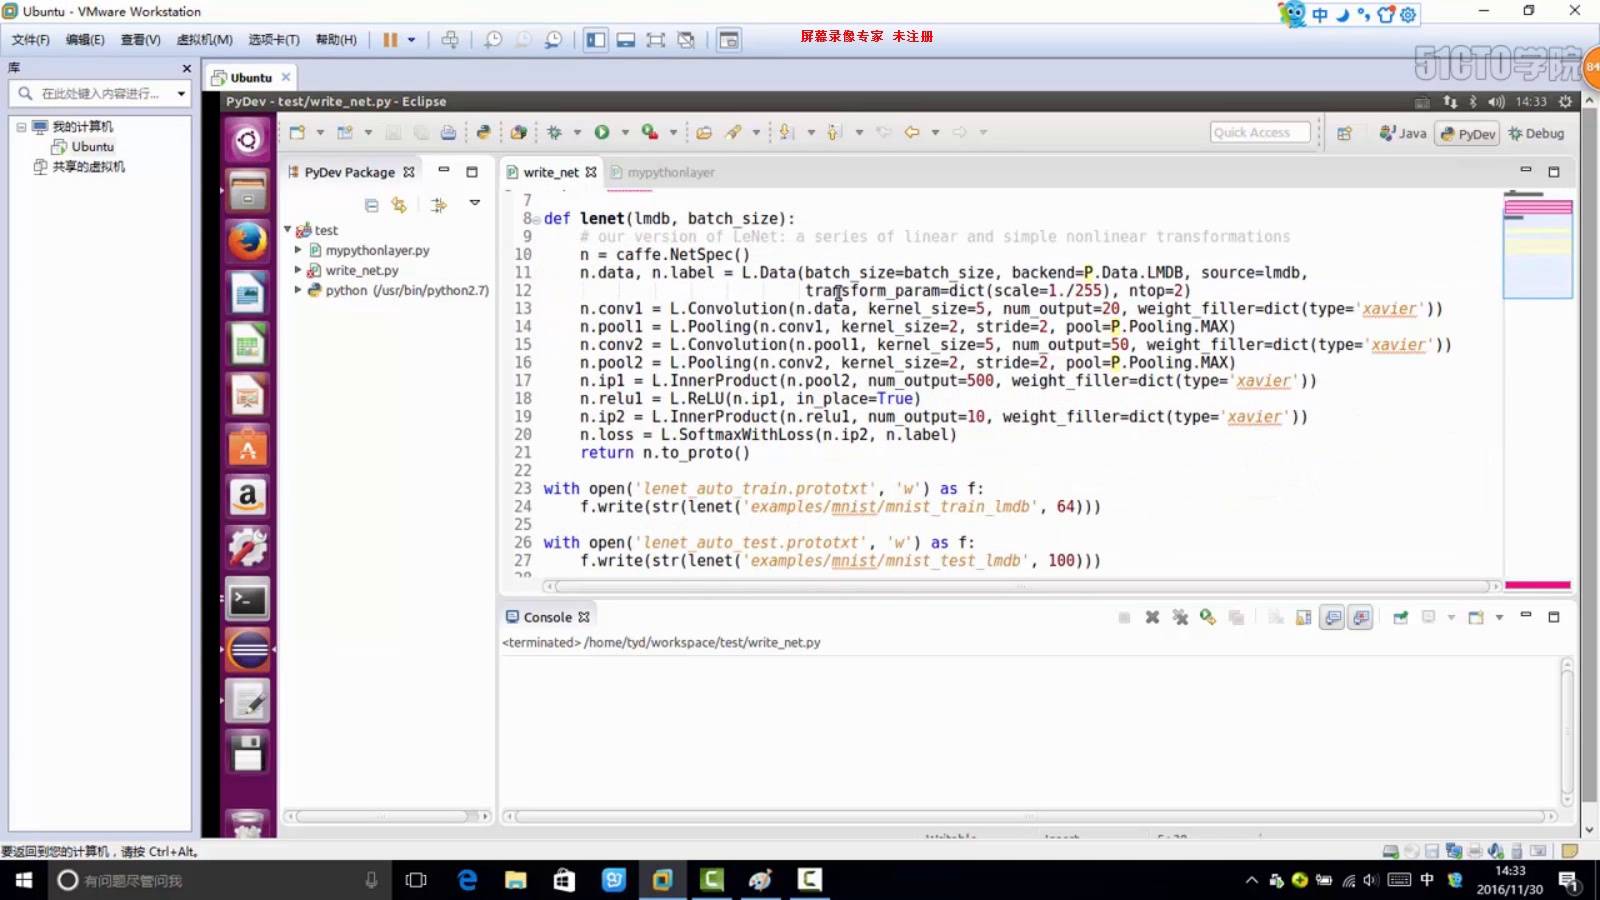 Ubuntu - VMware Workstation
中
文件(F) 编辑(E) 查看(V) 虚拟机(M) 选项卡(T) 帮助(H)
屏幕录像专家 未注册
51CTO学院
84
库
在此处键入内容进行...
我的计算机
Ubuntu
共享的虚拟机
Ubuntu
PyDev - test/write_net.py - Eclipse
14:33
Quick Access
Java
PyDev
Debug
PyDev Package
test
mypythonlayer.py
write_net.py
python (/usr/bin/python2.7)
write_net
mypythonlayer
7
8 def lenet(lmdb, batch_size):
9 # our version of LeNet: a series of linear and simple nonlinear transformations
10 n = caffe.NetSpec()
11 n.data, n.label = L.Data(batch_size=batch_size, backend=P.Data.LMDB, source=lmdb,
12 transform_param=dict(scale=1./255), ntop=2)
13 n.conv1 = L.Convolution(n.data, kernel_size=5, num_output=20, weight_filler=dict(type='xavier'))
14 n.pool1 = L.Pooling(n.conv1, kernel_size=2, stride=2, pool=P.Pooling.MAX)
15 n.conv2 = L.Convolution(n.pool1, kernel_size=5, num_output=50, weight_filler=dict(type='xavier'))
16 n.pool2 = L.Pooling(n.conv2, kernel_size=2, stride=2, pool=P.Pooling.MAX)
17 n.ip1 = L.InnerProduct(n.pool2, num_output=500, weight_filler=dict(type='xavier'))
18 n.relu1 = L.ReLU(n.ip1, in_place=True)
19 n.ip2 = L.InnerProduct(n.relu1, num_output=10, weight_filler=dict(type='xavier'))
20 n.loss = L.SoftmaxWithLoss(n.ip2, n.label)
21 return n.to_proto()
22
23 with open('lenet_auto_train.prototxt', 'w') as f:
24 f.write(str(lenet('examples/mnist/mnist_train_lmdb', 64)))
25
26 with open('lenet_auto_test.prototxt', 'w') as f:
27 f.write(str(lenet('examples/mnist/mnist_test_lmdb', 100)))
28
Console
<terminated> /home/tyd/workspace/test/write_net.py
要返回到您的计算机，请按 Ctrl+Alt。
有问题尽管问我
中
14:33
2016/11/30
1